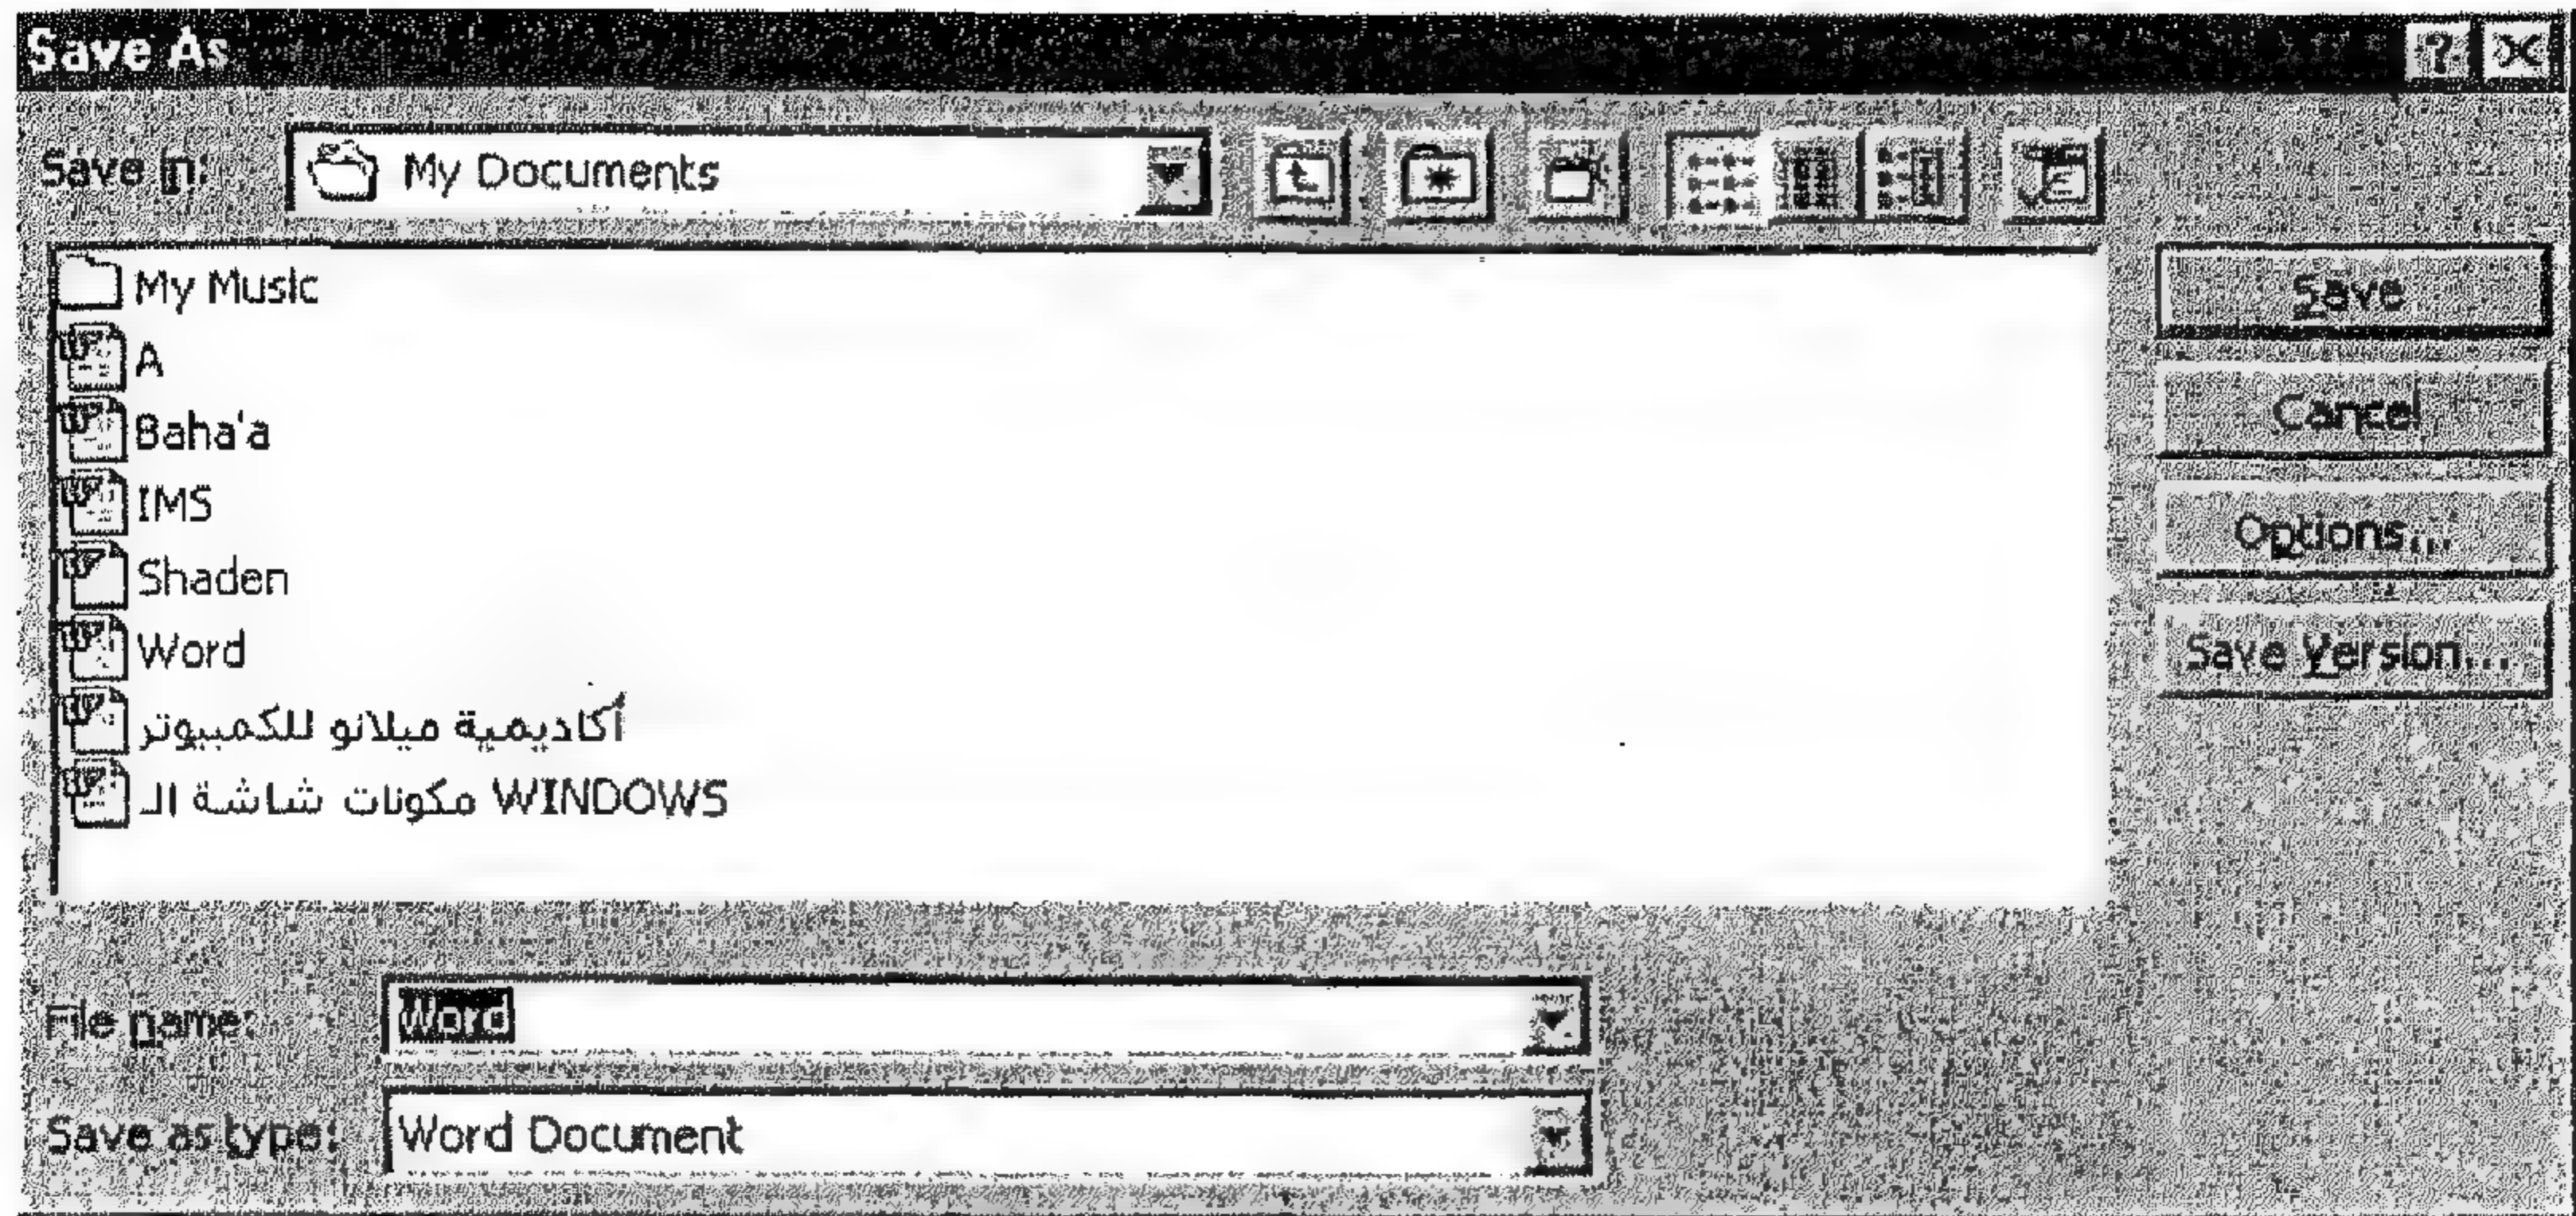 Save As
Save in: My Documents
My Music
A
Baha'a
IMS
Shaden
Word
أكاديمية ميلانو للكمبيوتر
مكونات شاشة الـ WINDOWS
Save
Cancel
Options...
Save Version...
File name: Word
Save as type: Word Document